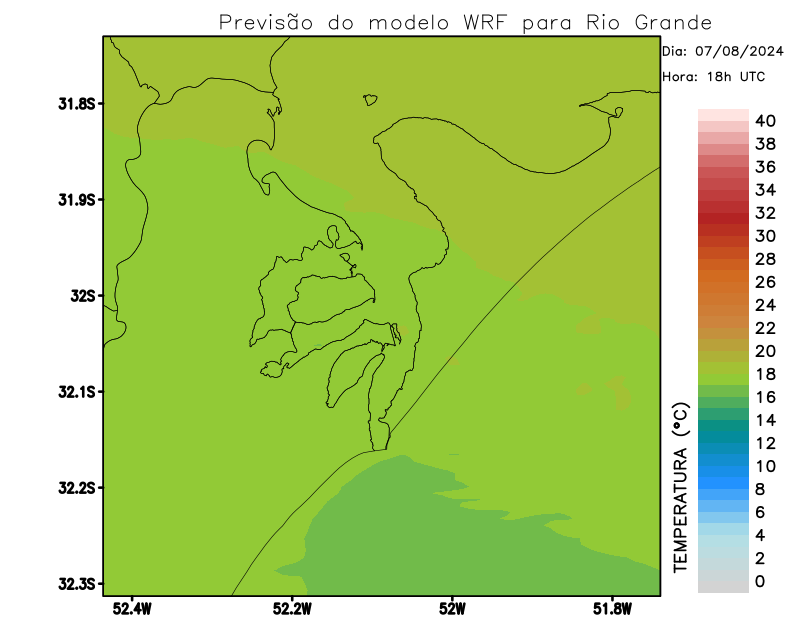 Previsão do modelo WRF para Rio Grande
Dia: 07/08/2024
Hora: 18h UTC
31.8S
31.9S
32S
32.1S
32.2S
32.3S
52.4W
52.2W
52W
51.8W
TEMPERATURA (ºC)
40
38
36
34
32
30
28
26
24
22
20
18
16
14
12
10
8
6
4
2
0